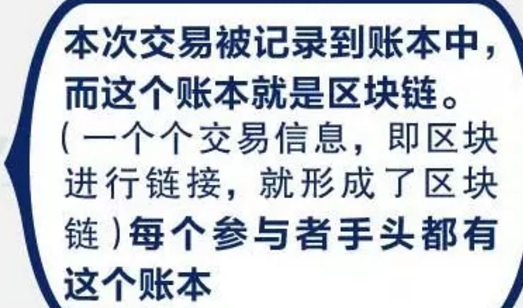 本次交易被记录到账本中，
而这个账本就是区块链。
(一个个交易信息，即区块
进行链接，就形成了区块
链)每个参与者手头都有
这个账本